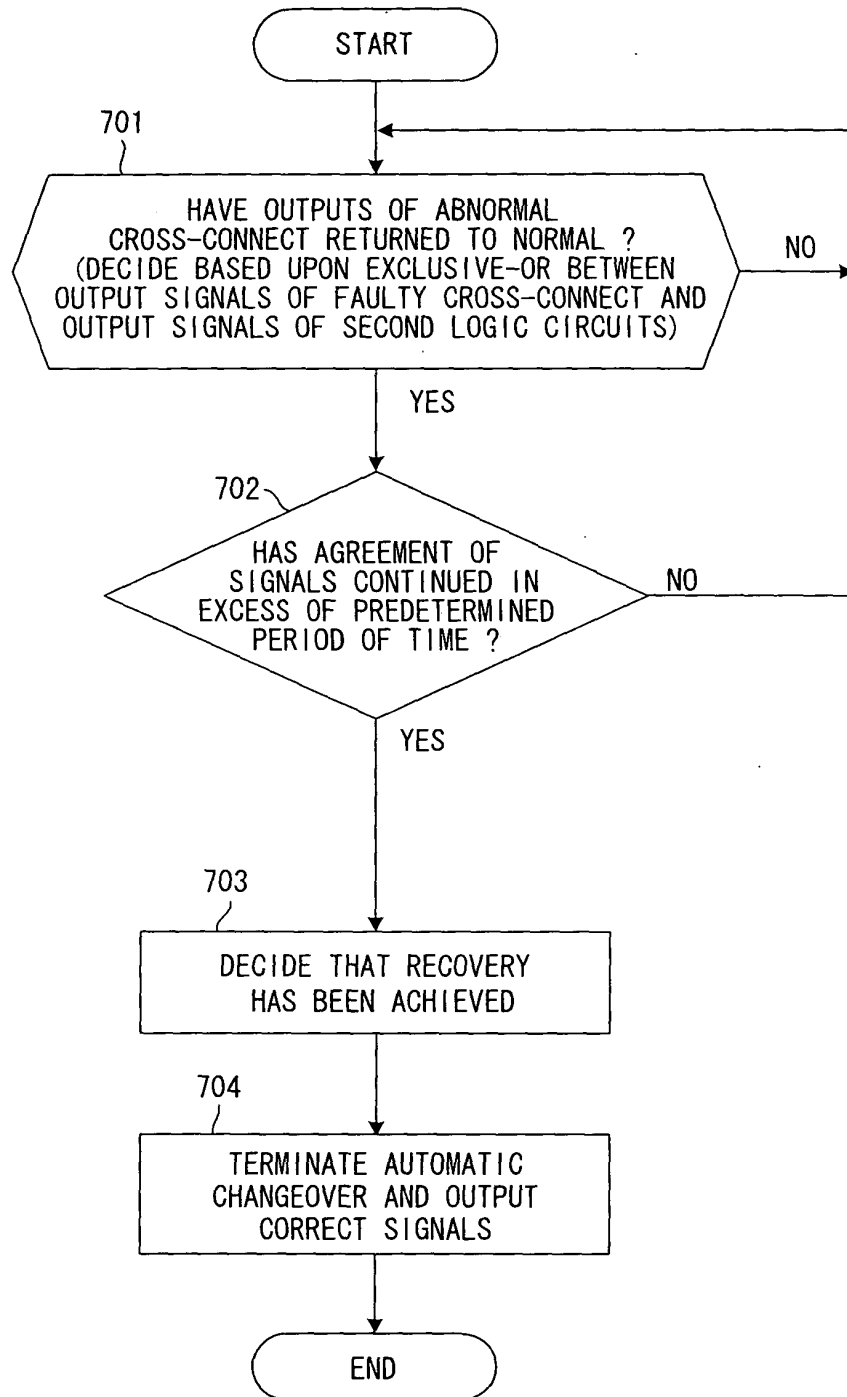 START
701
HAVE OUTPUTS OF ABNORMAL
CROSS-CONNECT RETURNED TO NORMAL ?
(DECIDE BASED UPON EXCLUSIVE-OR BETWEEN
OUTPUT SIGNALS OF FAULTY CROSS-CONNECT AND
OUTPUT SIGNALS OF SECOND LOGIC CIRCUITS)
NO
YES
702
HAS AGREEMENT OF
SIGNALS CONTINUED IN
EXCESS OF PREDETERMINED
PERIOD OF TIME ?
NO
YES
703
DECIDE THAT RECOVERY
HAS BEEN ACHIEVED
704
TERMINATE AUTOMATIC
CHANGEOVER AND OUTPUT
CORRECT SIGNALS
END